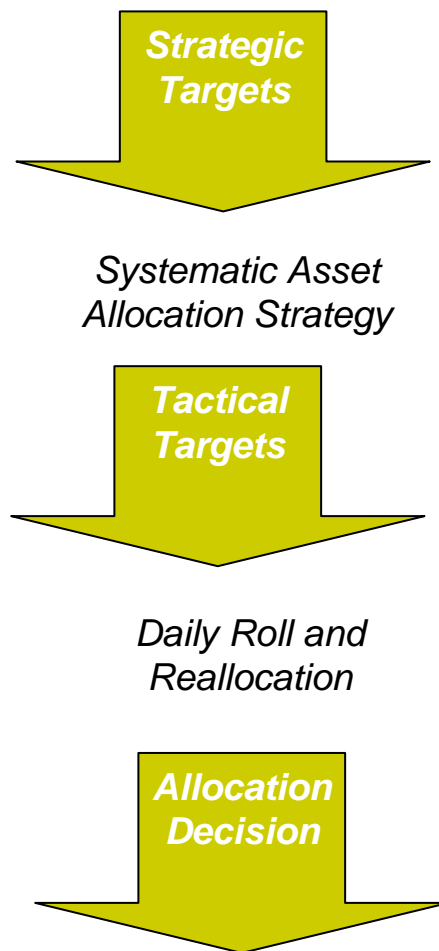 Strategic
Targets
Systematic Asset
Allocation Strategy
Tactical
Targets
Daily Roll and
Reallocation
Allocation
Decision